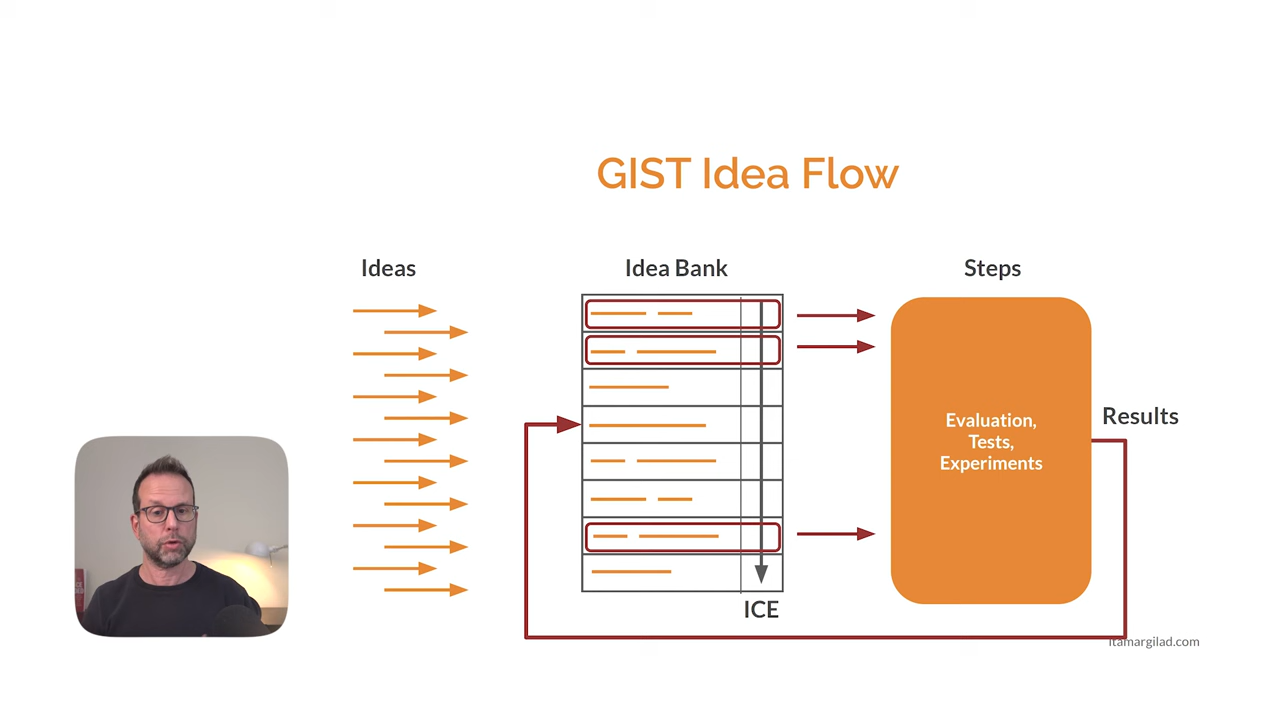 GIST Idea Flow
Ideas
Idea Bank
Steps
Evaluation,
Tests,
Experiments
Results
ICE
itamargilad.com